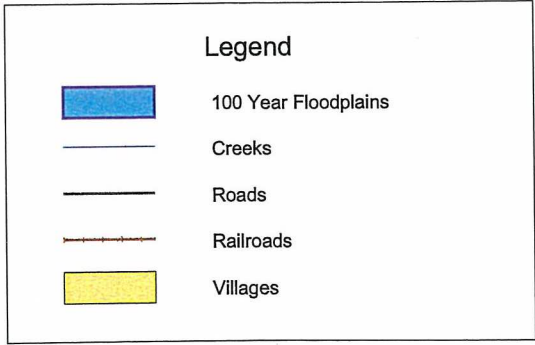 Legend
100 Year Floodplains
Creeks
Roads
Railroads
Villages